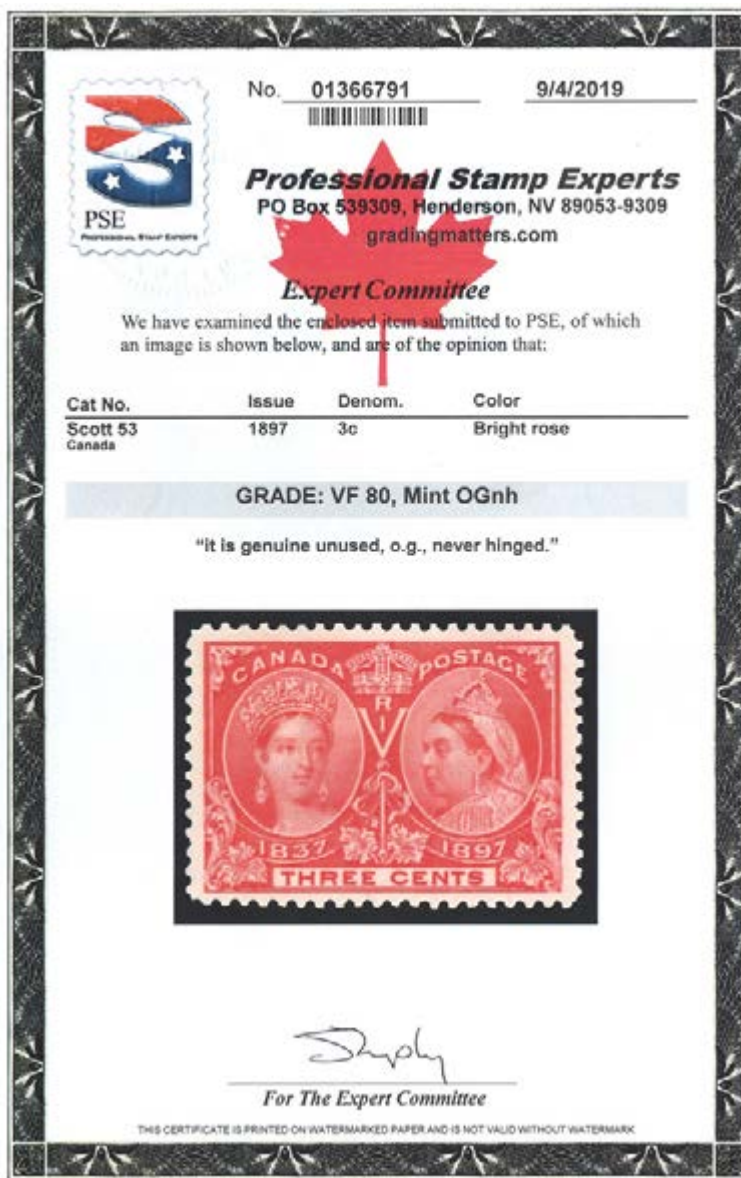 No. 01366791 9/4/2019
PSE
PROFESSIONAL STAMP EXPERTS
Professional Stamp Experts
PO Box 539309, Henderson, NV 89053-9309
gradingmatters.com
Expert Committee
We have examined the enclosed item submitted to PSE, of which
an image is shown below, and are of the opinion that:
Cat No. Issue Denom. Color
Scott 53 1897 3c Bright rose
Canada
GRADE: VF 80, Mint OGnh
“it is genuine unused, o.g., never hinged.”
CANADA POSTAGE
V R I
1837 1897
THREE CENTS
For The Expert Committee
THIS CERTIFICATE IS PRINTED ON WATERMARKED PAPER AND IS NOT VALID WITHOUT WATERMARK